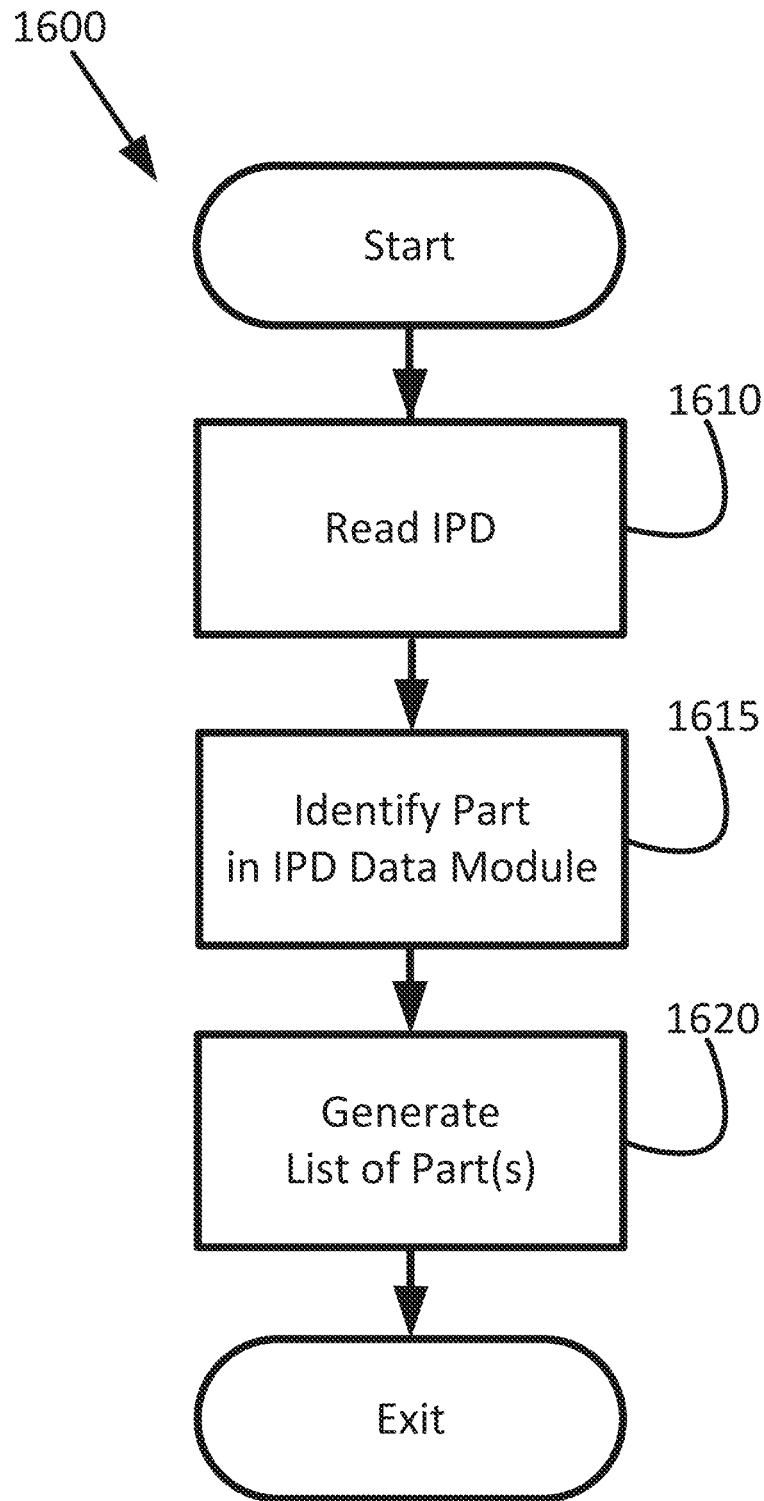 1600
Start
1610
Read IPD
1615
Identify Part
in IPD Data Module
1620
Generate
List of Part(s)
Exit